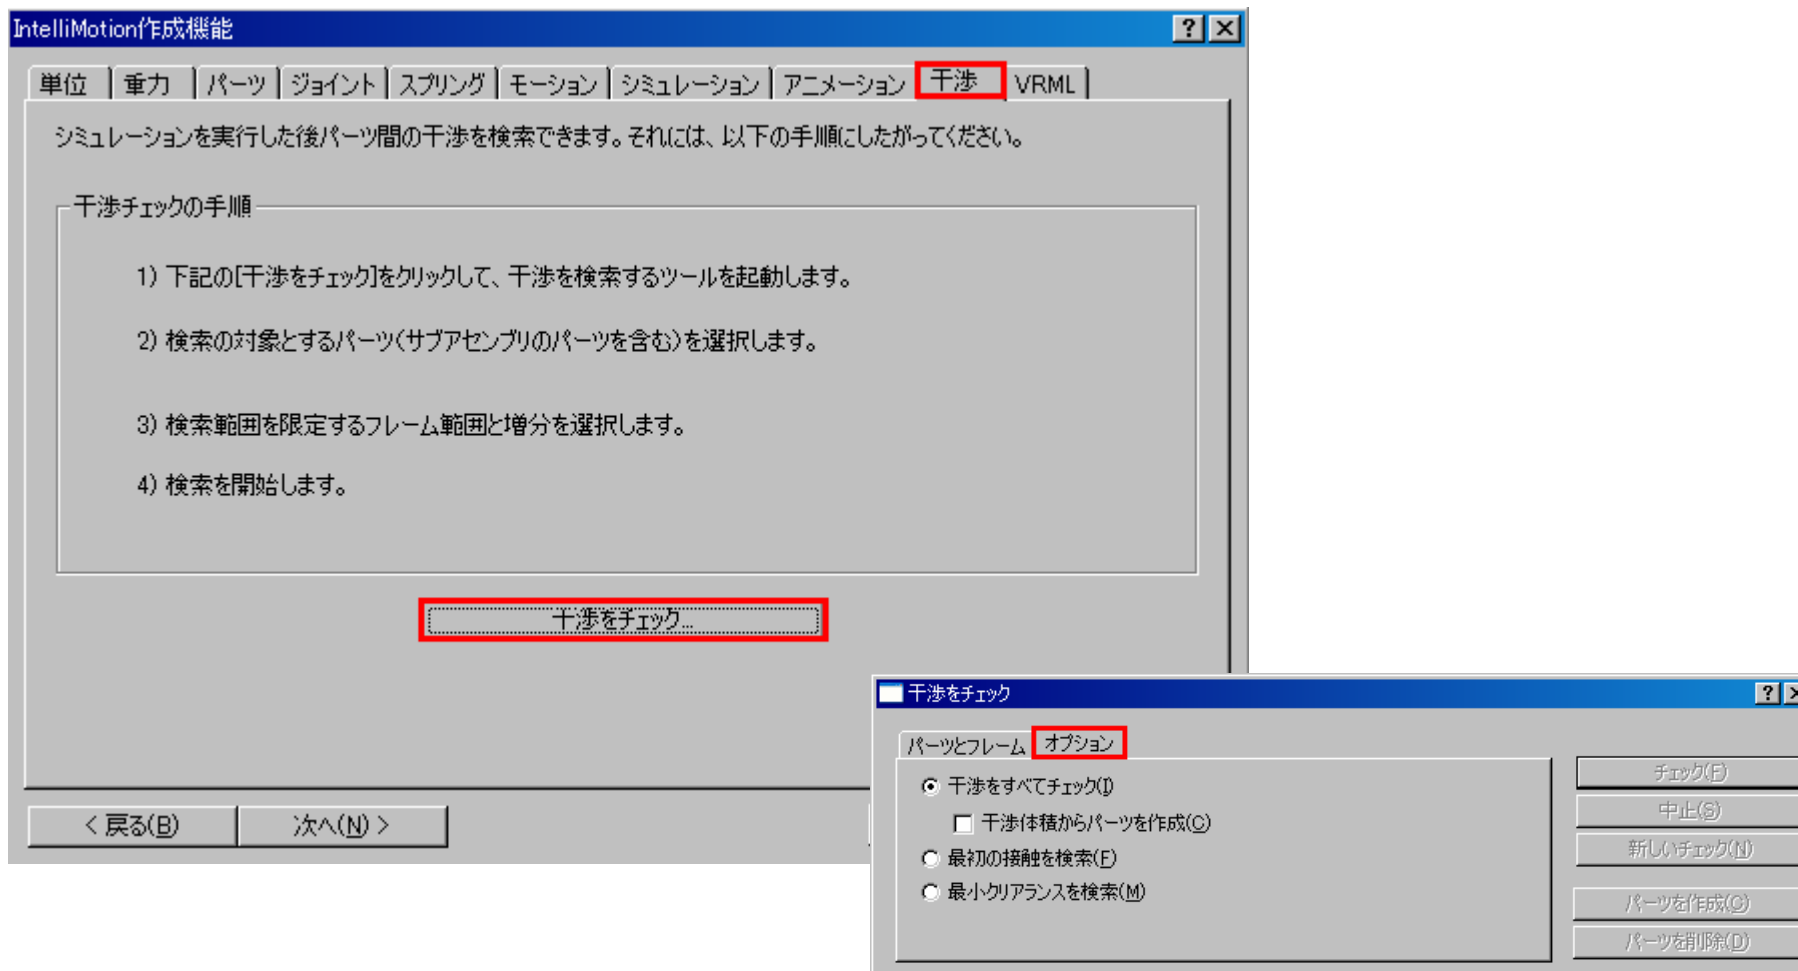 IntelliMotion作成機能
単位 重力 パーツ ジョイント スプリング モーション シミュレーション アニメーション 干渉 VRML
シミュレーションを実行した後パーツ間の干渉を検索できます。それには、以下の手順にしたがってください。
干渉チェックの手順
1) 下記の[干渉をチェック]をクリックして、干渉を検索するツールを起動します。
2) 検索の対象とするパーツ(サブアセンブリのパーツを含む)を選択します。
3) 検索範囲を限定するフレーム範囲と増分を選択します。
4) 検索を開始します。
干渉をチェック...
< 戻る(B) 次へ(N) >
干渉をチェック
パーツとフレーム オプション
干渉をすべてチェック(I)
干渉体積からパーツを作成(C)
最初の接触を検索(F)
最小クリアランスを検索(M)
チェック(F)
中止(S)
新しいチェック(N)
パーツを作成(C)
パーツを削除(D)